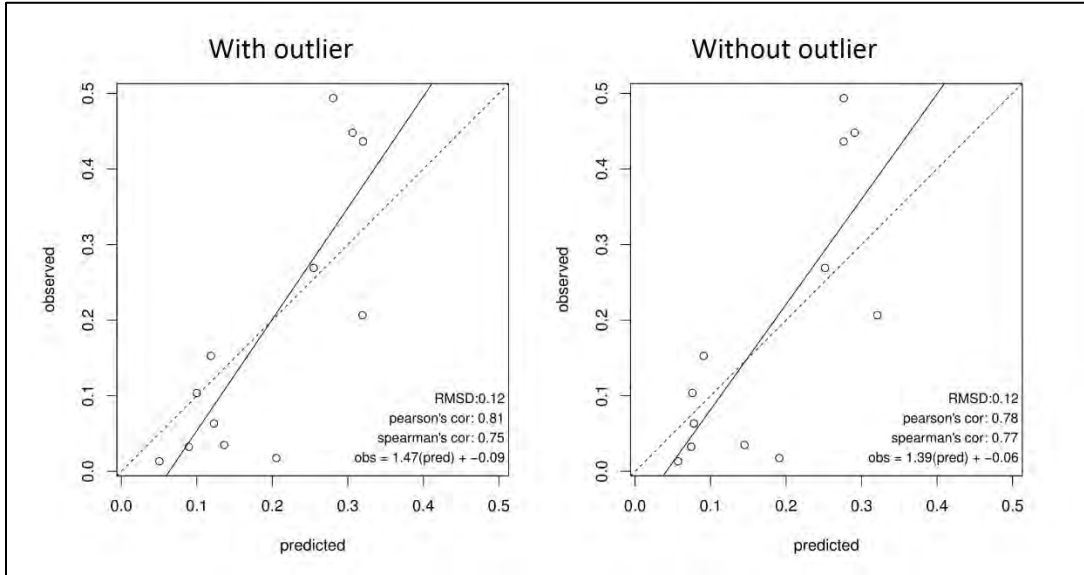 With outlier
0.5
0.4
0.3
0.2
0.1
0.0
observed
RMSD:0.12
pearson's cor: 0.81
spearman's cor: 0.75
obs = 1.47(pred) + −0.09
0.0 0.1 0.2 0.3 0.4 0.5
predicted
Without outlier
0.5
0.4
0.3
0.2
0.1
0.0
observed
RMSD:0.12
pearson's cor: 0.78
spearman's cor: 0.77
obs = 1.39(pred) + −0.06
0.0 0.1 0.2 0.3 0.4 0.5
predicted